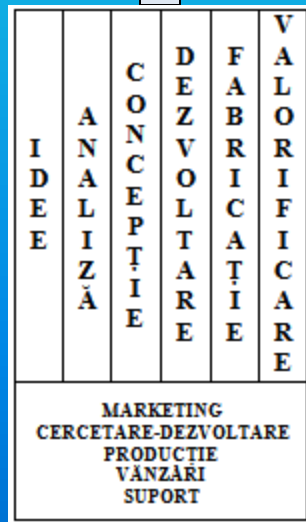 IDEE
ANALIZĂ
CONCEPȚIE
DEZVOLTARE
FABRICAȚIE
VALORIFICARE
MARKETING
CERCETARE-DEZVOLTARE
PRODUCȚIE
VÂNZĂRI
SUPORT